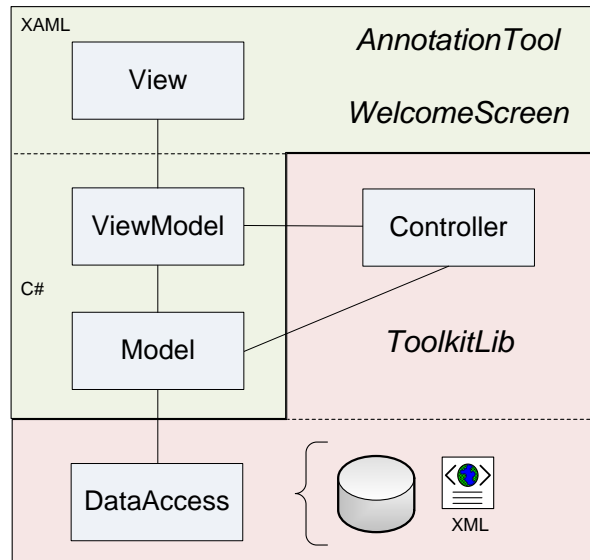 XAML
AnnotationTool
View
WelcomeScreen
ViewModel
Controller
C#
Model
ToolkitLib
DataAccess
XML